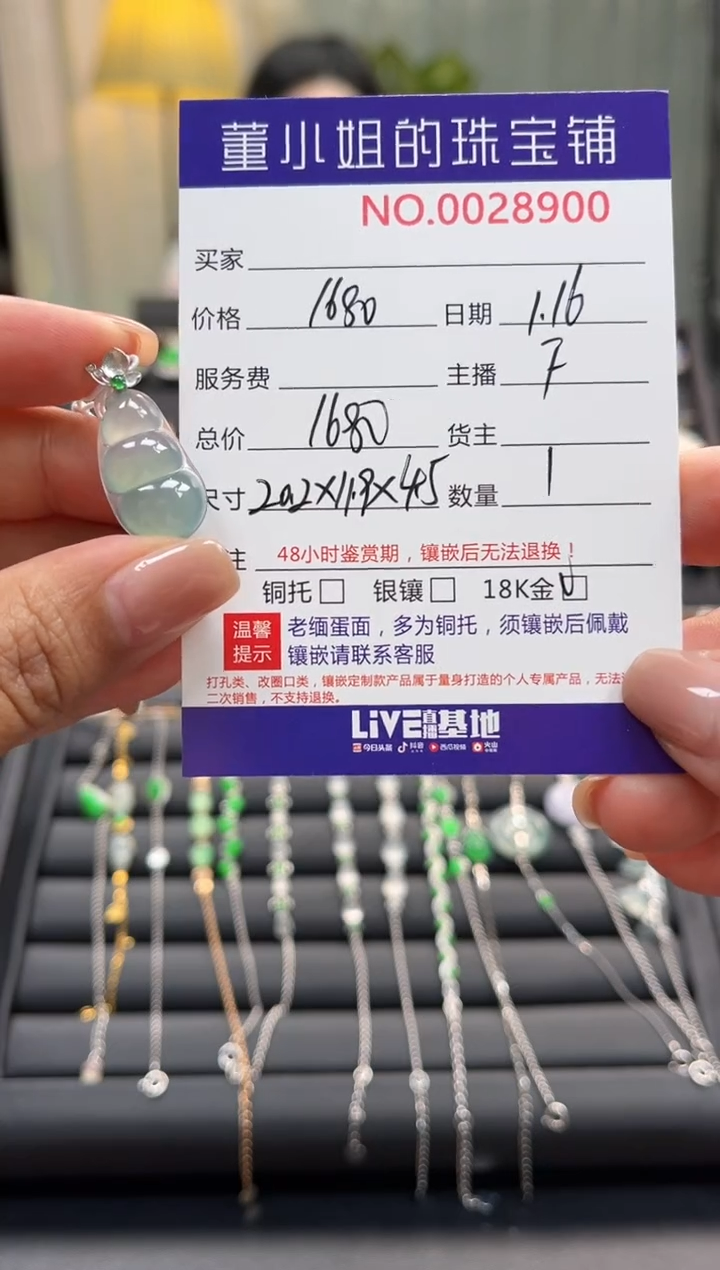 董小姐的珠宝铺
NO.0028900
买家
价格 1680 日期 1.16
服务费 主播 7
总价 1680 货主
尺寸 20.2×11.9×4.5 数量 1
注 48小时鉴赏期，镶嵌后无法退换！
铜托 银镶 18K金
温馨提示 老缅蛋面，多为铜托，须镶嵌后佩戴
镶嵌请联系客服
打孔类、改圈口类，镶嵌定制款产品属于量身打造的个人专属产品，无法
二次销售，不支持退换。
LiVE直播基地
今日头条 抖音 西瓜视频 火山